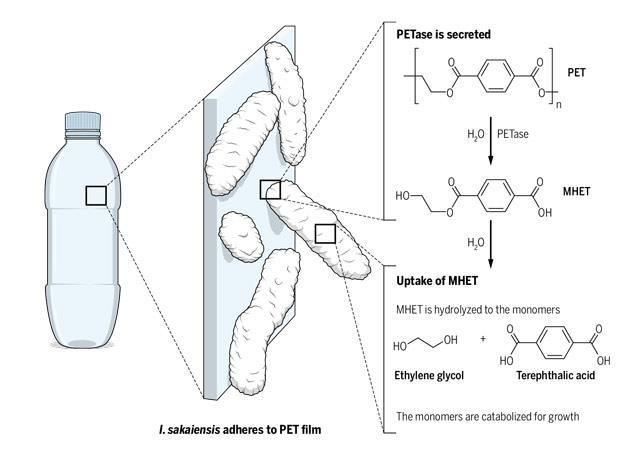 PETase is secreted
O
O
O
O
n
PET
H₂O PETase
HO
O
O
O
OH
MHET
H₂O
Uptake of MHET
MHET is hydrolyzed to the monomers
HO
OH
+
O
HO
O
OH
Ethylene glycol
Terephthalic acid
The monomers are catabolized for growth
I. sakaiensis adheres to PET film